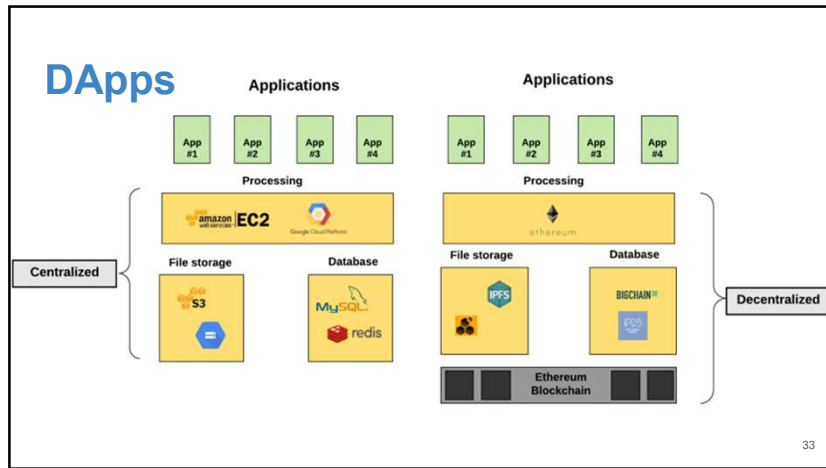 DApps
Applications
App #1
App #2
App #3
App #4
Processing
amazon web services EC2
Google Cloud Platform
Centralized
File storage
Database
S3
MySQL
redis
Applications
App #1
App #2
App #3
App #4
Processing
ethereum
File storage
Database
IPFS
BIGCHAINDB
IPDB
Decentralized
Ethereum
Blockchain
33